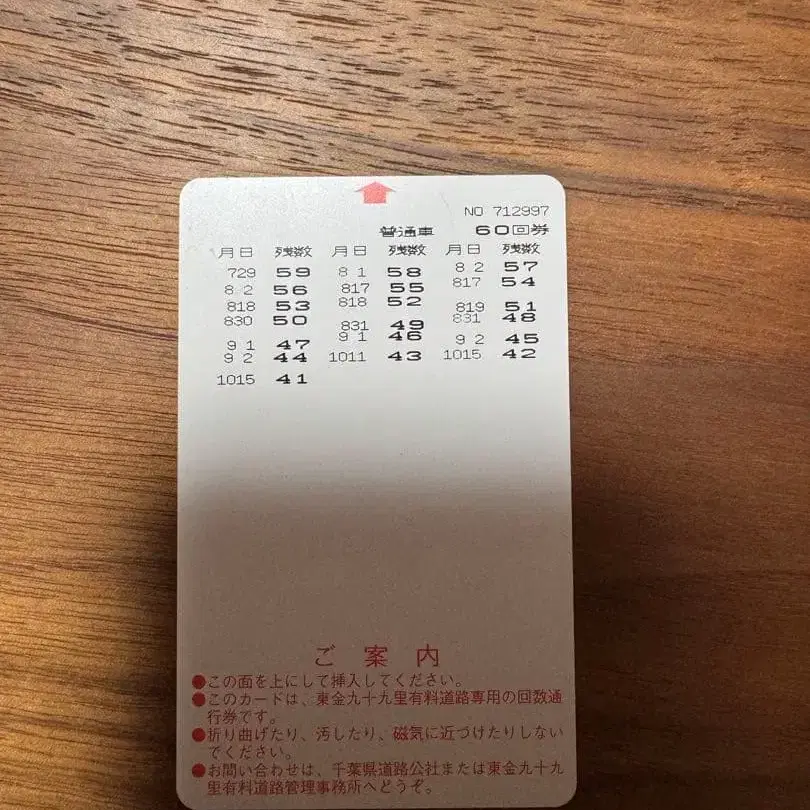 NO 712997
普通車 60回券
月日 残数 月日 残数 月日 残数
729 59 8 1 58 8 2 57
8 2 56 817 55 817 54
818 53 818 52 819 51
830 50 831 49 831 48
9 1 47 9 1 46 9 2 45
9 2 44 1011 43 1015 42
1015 41
ご案内
●この面を上にして挿入してください。
●このカードは、東金九十九里有料道路専用の回数通
行券です。
●折り曲げたり、汚したり、磁気に近づけたりしない
でください。
●お問い合わせは、千葉県道路公社または東金九十九
里有料道路管理事務所へどうぞ。